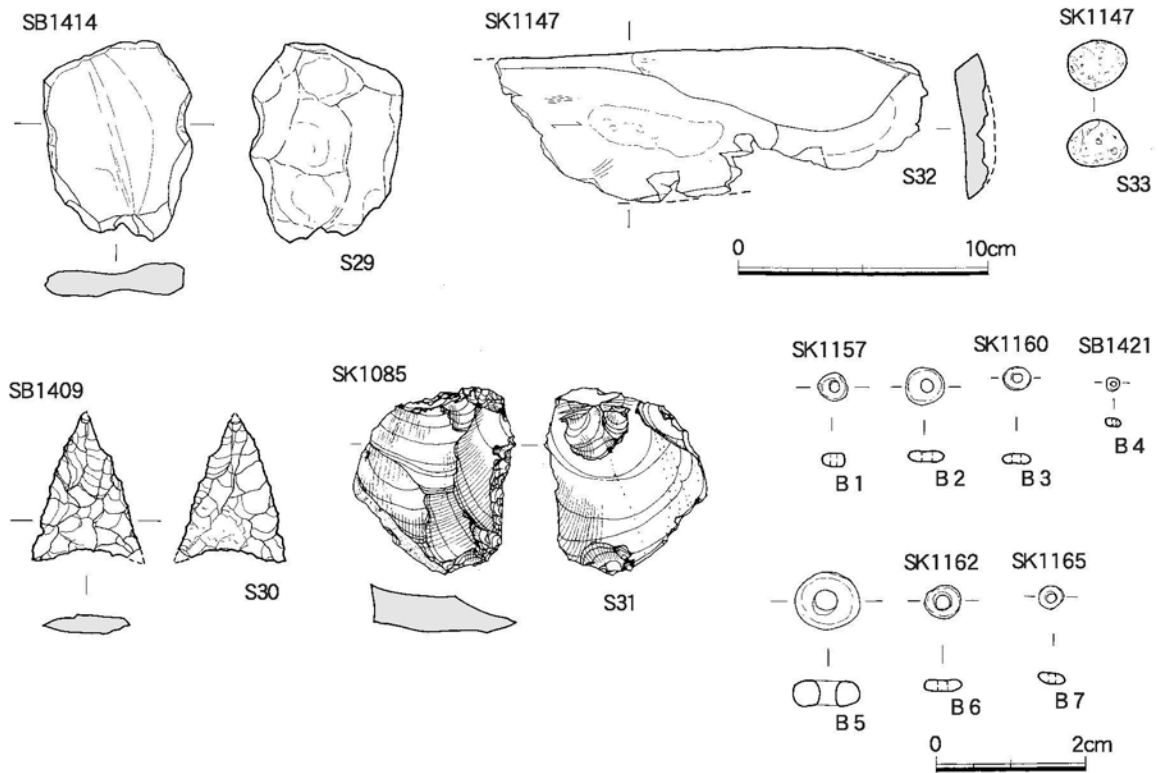 SB1414
SK1147
SK1147
S29
S32
S33
0 10cm
SB1409
SK1085
S30
S31
SK1157
SK1160
SB1421
B 1
B 2
B 3
B 4
SK1162
SK1165
B 5
B 6
B 7
0 2cm